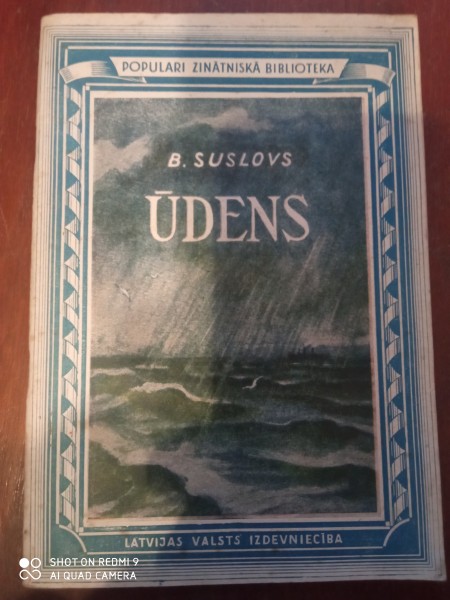 POPULARI ZINĀTNISKĀ BIBLIOTEKA
B. SUSLOVS
ŪDENS
LATVIJAS VALSTS IZDEVNIECĪBA
SHOT ON REDMI 9
AI QUAD CAMERA